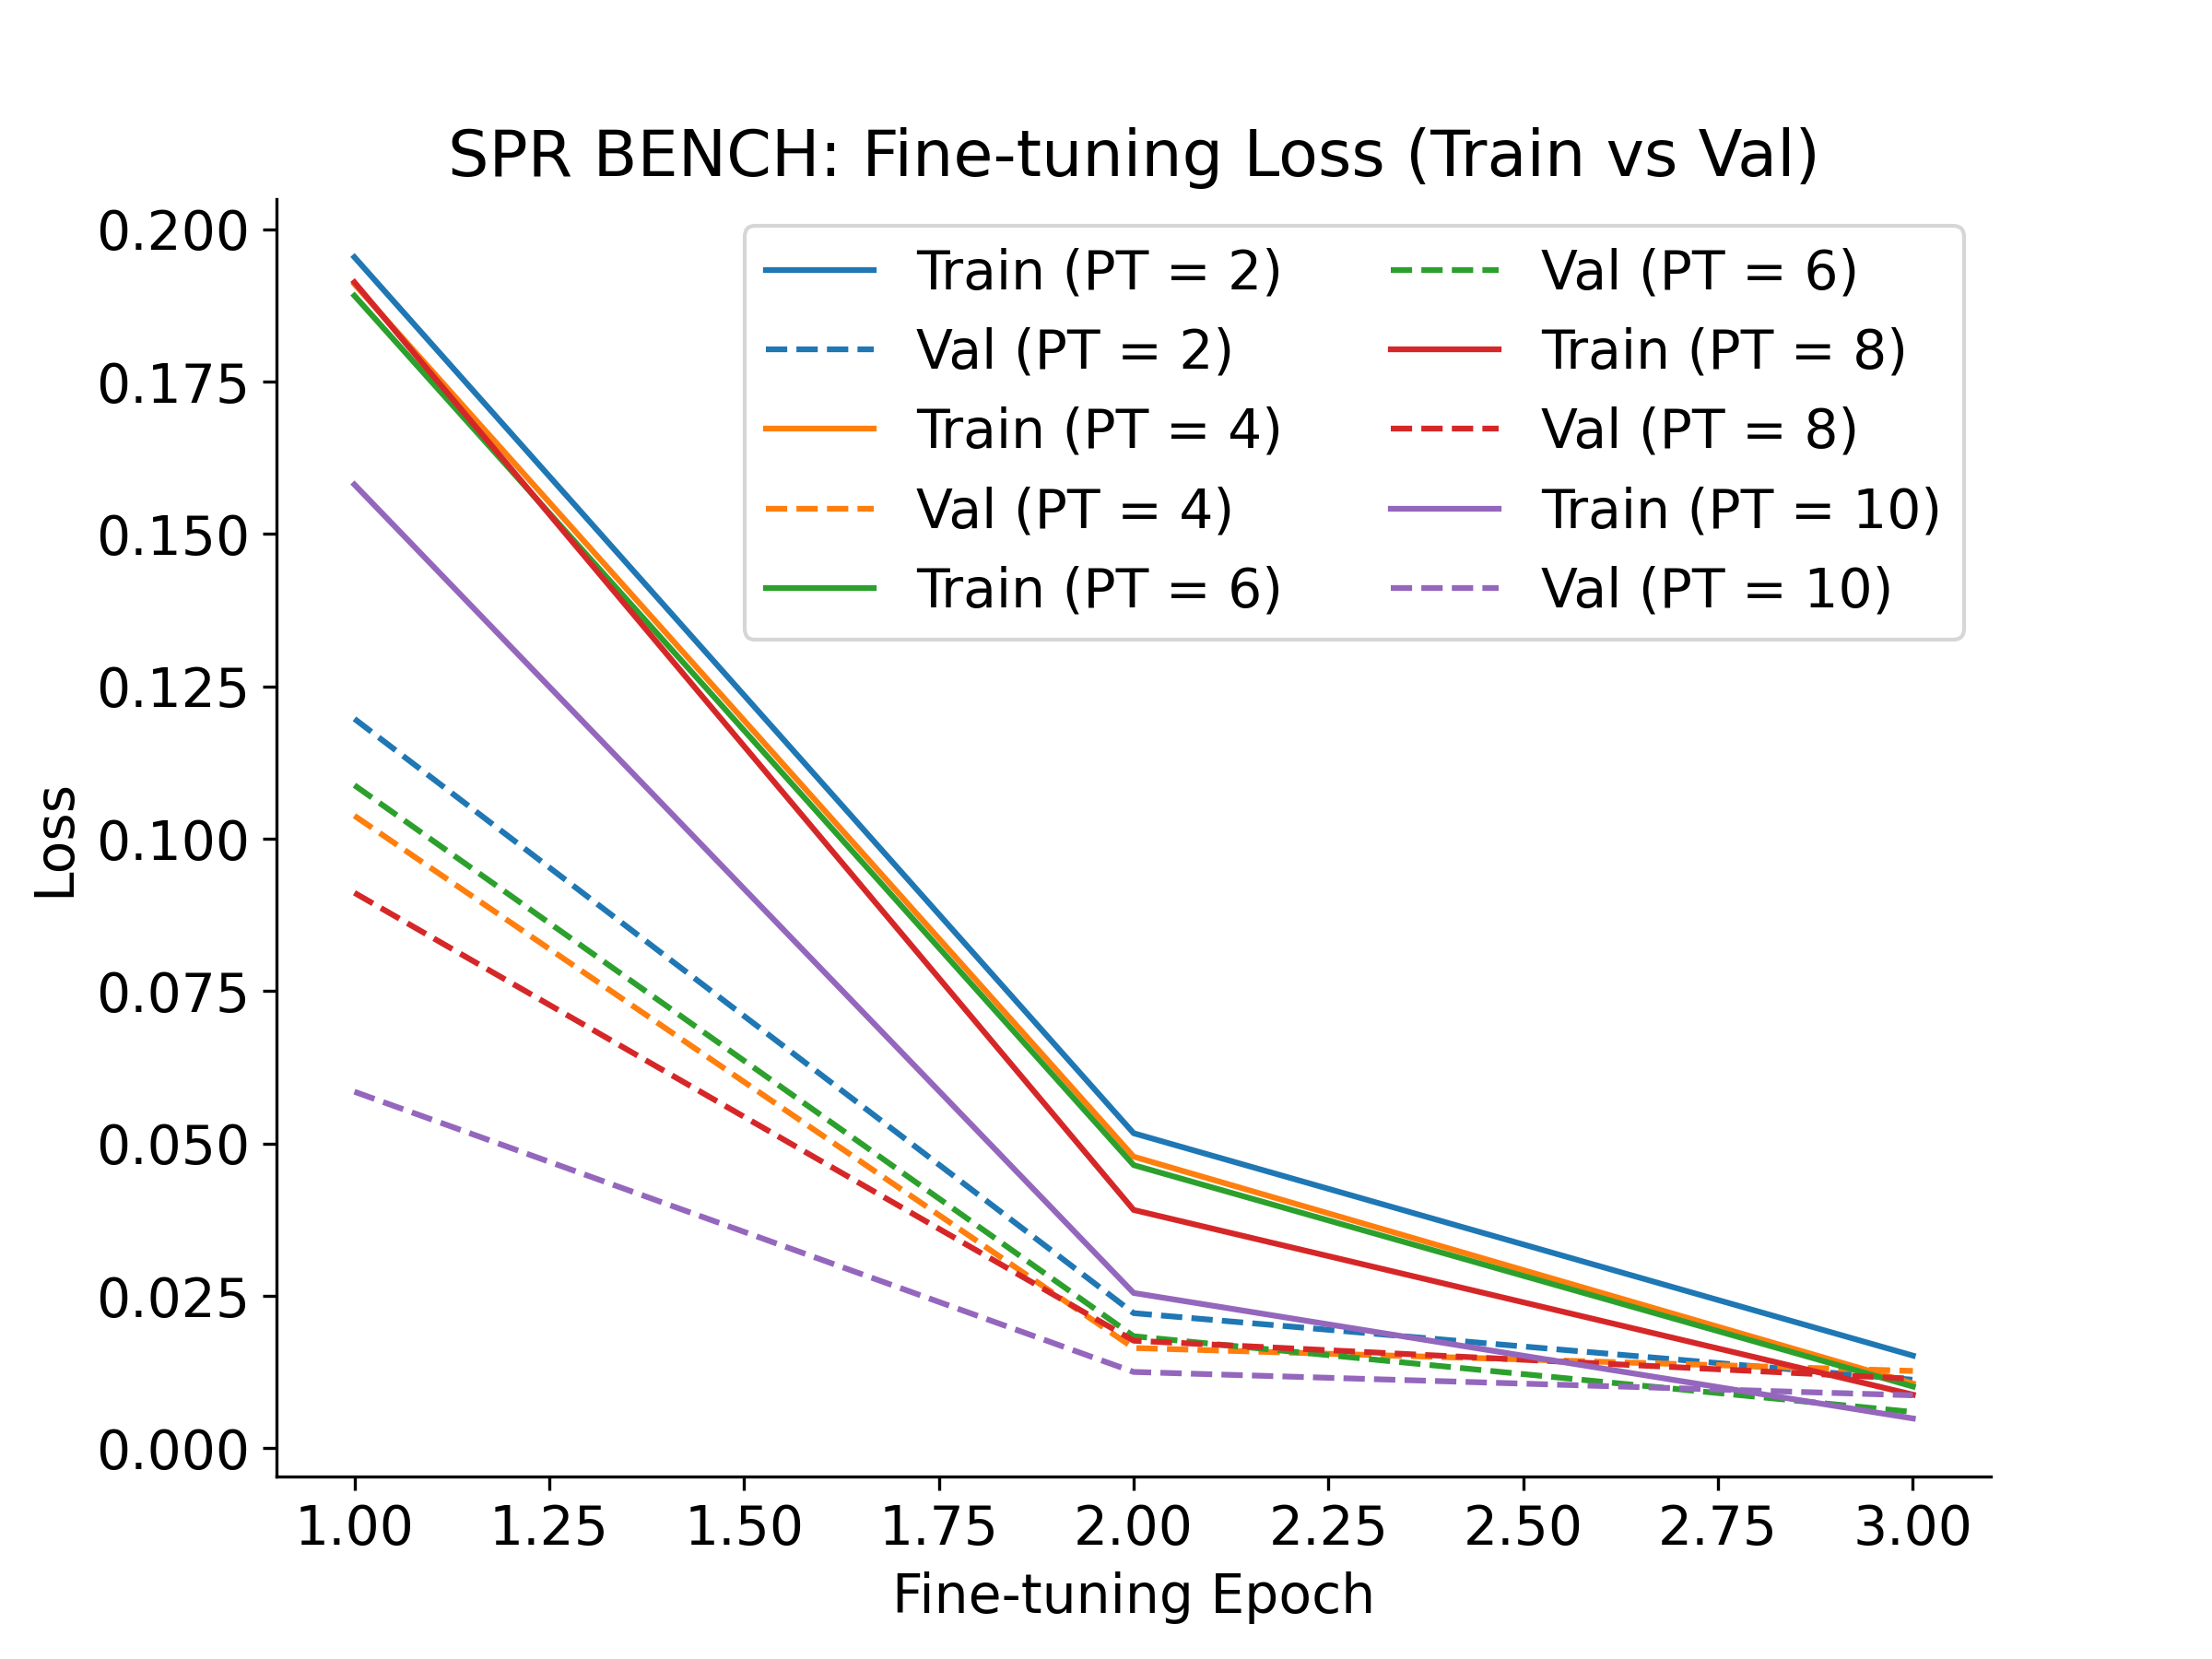 SPR BENCH: Fine-tuning Loss (Train vs Val)
0.200
0.175
0.150
0.125
0.100
0.075
0.050
0.025
0.000
Loss
Train (PT = 2)
Val (PT = 2)
Train (PT = 4)
Val (PT = 4)
Train (PT = 6)
Val (PT = 6)
Train (PT = 8)
Val (PT = 8)
Train (PT = 10)
Val (PT = 10)
1.00 1.25 1.50 1.75 2.00 2.25 2.50 2.75 3.00
Fine-tuning Epoch